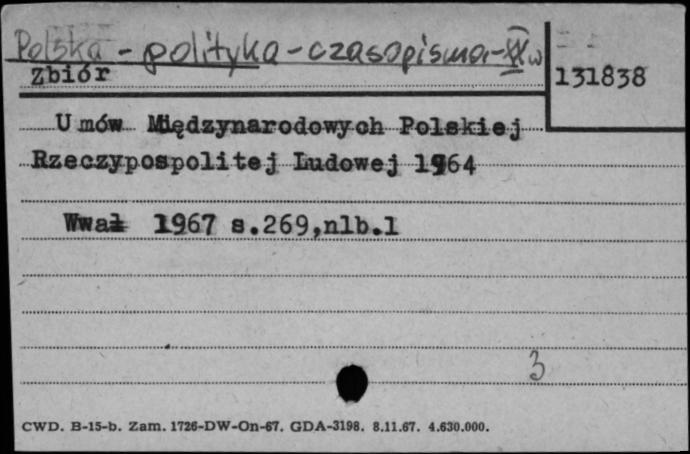 Polska - polityka - czasopisma - XX w
Zbiór
131838
Umów Międzynarodowych Polskiej
Rzeczypospolitej Ludowej 1964
Wwał 1967 s.269,nlb.1
3
CWD. B-15-b. Zam. 1726-DW-On-67. GDA-3198. 8.11.67. 4.630.000.